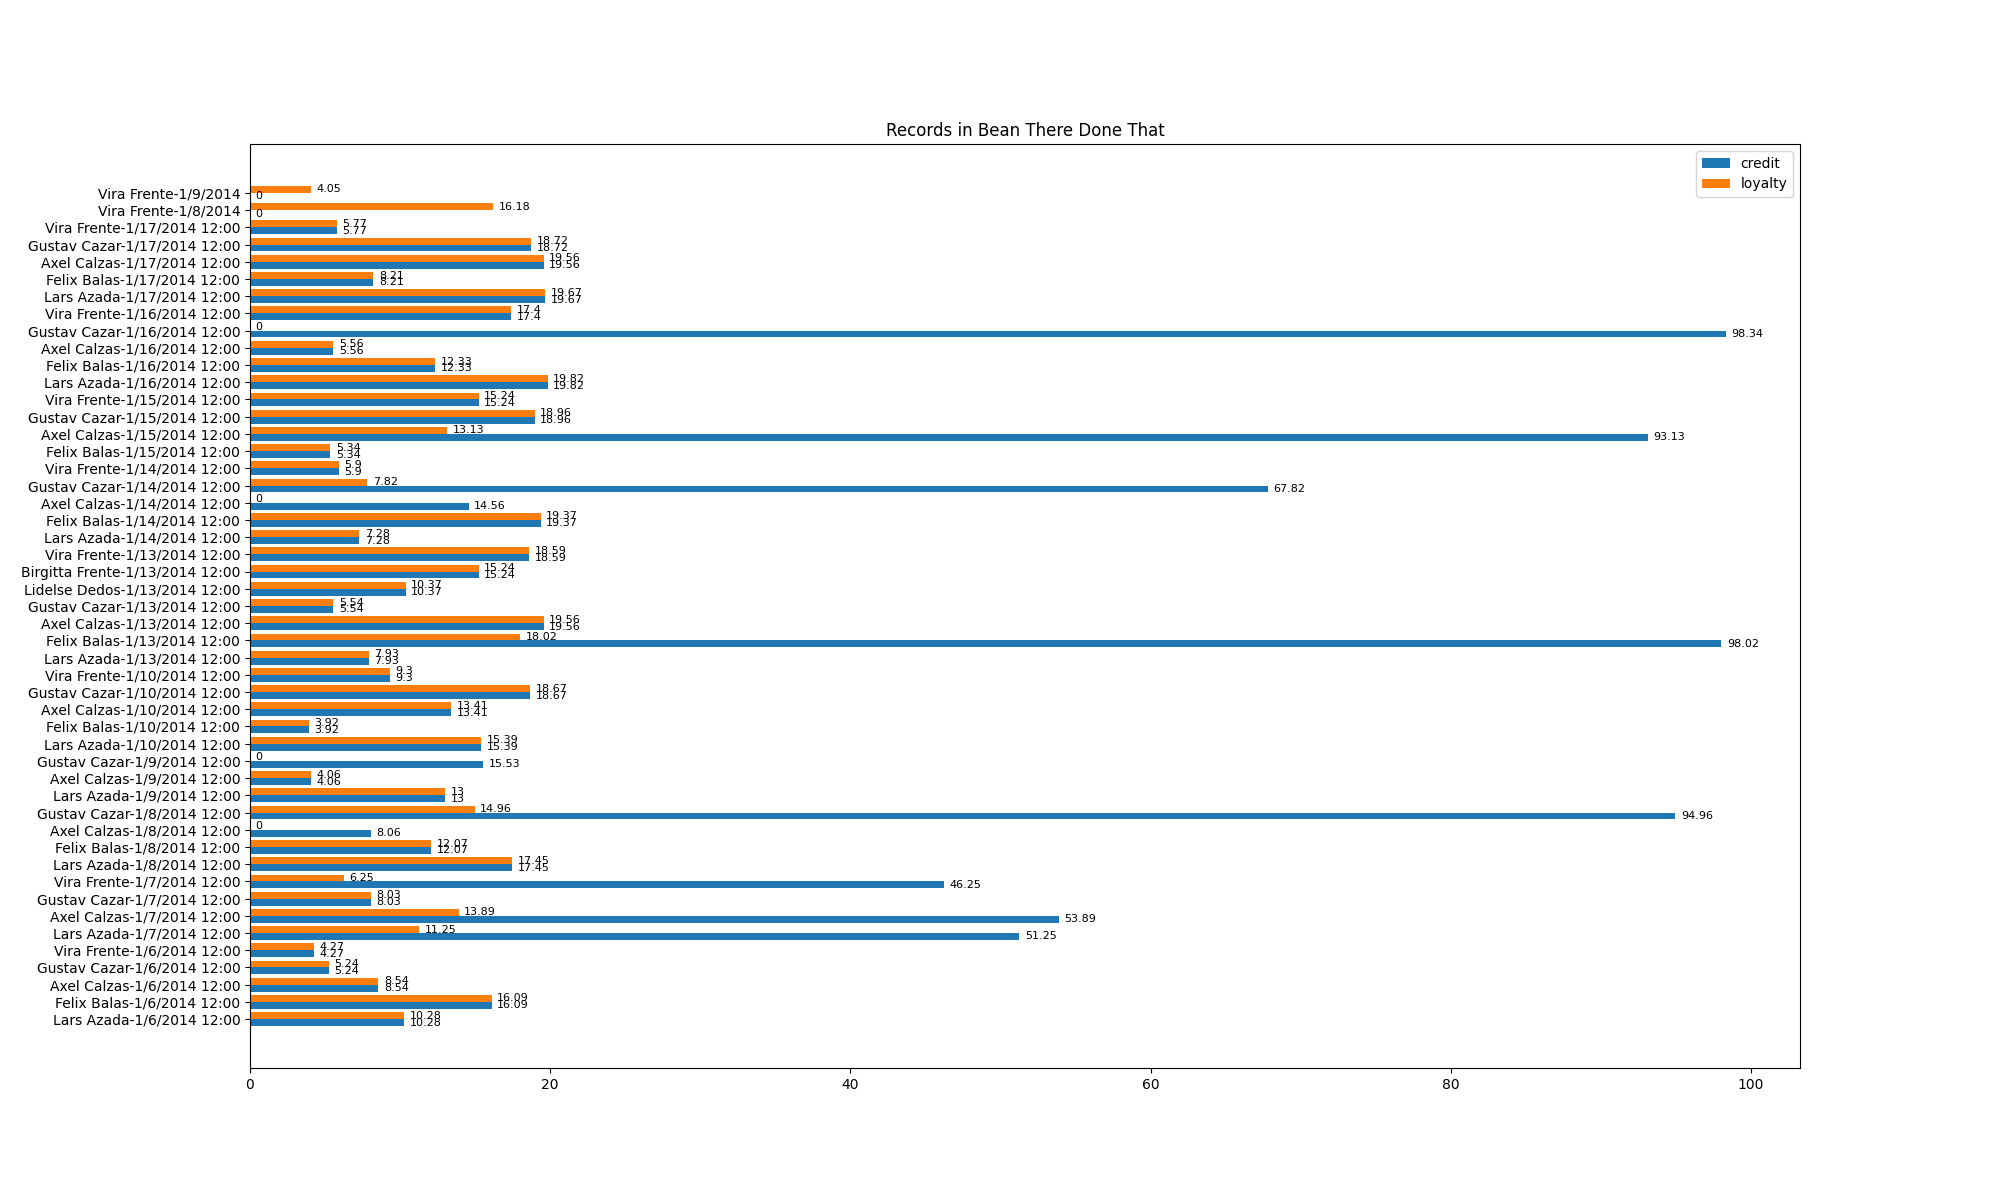 Records in Bean There Done That
credit
loyalty
Vira Frente-1/9/2014 4.05 0
Vira Frente-1/8/2014 16.18 0
Vira Frente-1/17/2014 12:00 5.77 5.77
Gustav Cazar-1/17/2014 12:00 18.72 18.72
Axel Calzas-1/17/2014 12:00 19.56 19.56
Felix Balas-1/17/2014 12:00 8.21 8.21
Lars Azada-1/17/2014 12:00 19.67 19.67
Vira Frente-1/16/2014 12:00 17.4 17.4
Gustav Cazar-1/16/2014 12:00 0 98.34
Axel Calzas-1/16/2014 12:00 5.56 5.56
Felix Balas-1/16/2014 12:00 12.33 12.33
Lars Azada-1/16/2014 12:00 19.82 19.82
Vira Frente-1/15/2014 12:00 15.24 15.24
Gustav Cazar-1/15/2014 12:00 18.96 18.96
Axel Calzas-1/15/2014 12:00 13.13 93.13
Felix Balas-1/15/2014 12:00 5.34 5.34
Vira Frente-1/14/2014 12:00 5.9 5.9
Gustav Cazar-1/14/2014 12:00 7.82 67.82
Axel Calzas-1/14/2014 12:00 0 14.56
Felix Balas-1/14/2014 12:00 19.37 19.37
Lars Azada-1/14/2014 12:00 7.28 7.28
Vira Frente-1/13/2014 12:00 18.59 18.59
Birgitta Frente-1/13/2014 12:00 15.24 15.24
Lidelse Dedos-1/13/2014 12:00 10.37 10.37
Gustav Cazar-1/13/2014 12:00 5.54 5.54
Axel Calzas-1/13/2014 12:00 19.56 19.56
Felix Balas-1/13/2014 12:00 18.02 98.02
Lars Azada-1/13/2014 12:00 7.93 7.93
Vira Frente-1/10/2014 12:00 9.3 9.3
Gustav Cazar-1/10/2014 12:00 18.67 18.67
Axel Calzas-1/10/2014 12:00 13.41 13.41
Felix Balas-1/10/2014 12:00 3.92 3.92
Lars Azada-1/10/2014 12:00 15.39 15.39
Gustav Cazar-1/9/2014 12:00 0 15.53
Axel Calzas-1/9/2014 12:00 4.06 4.06
Lars Azada-1/9/2014 12:00 13 13
Gustav Cazar-1/8/2014 12:00 14.96 94.96
Axel Calzas-1/8/2014 12:00 0 8.06
Felix Balas-1/8/2014 12:00 12.07 12.07
Lars Azada-1/8/2014 12:00 17.45 17.45
Vira Frente-1/7/2014 12:00 6.25 46.25
Gustav Cazar-1/7/2014 12:00 8.03 8.03
Axel Calzas-1/7/2014 12:00 13.89 53.89
Lars Azada-1/7/2014 12:00 11.25 51.25
Vira Frente-1/6/2014 12:00 4.27 4.27
Gustav Cazar-1/6/2014 12:00 5.24 5.24
Axel Calzas-1/6/2014 12:00 8.54 8.54
Felix Balas-1/6/2014 12:00 16.09 16.09
Lars Azada-1/6/2014 12:00 10.28 10.28
0 20 40 60 80 100